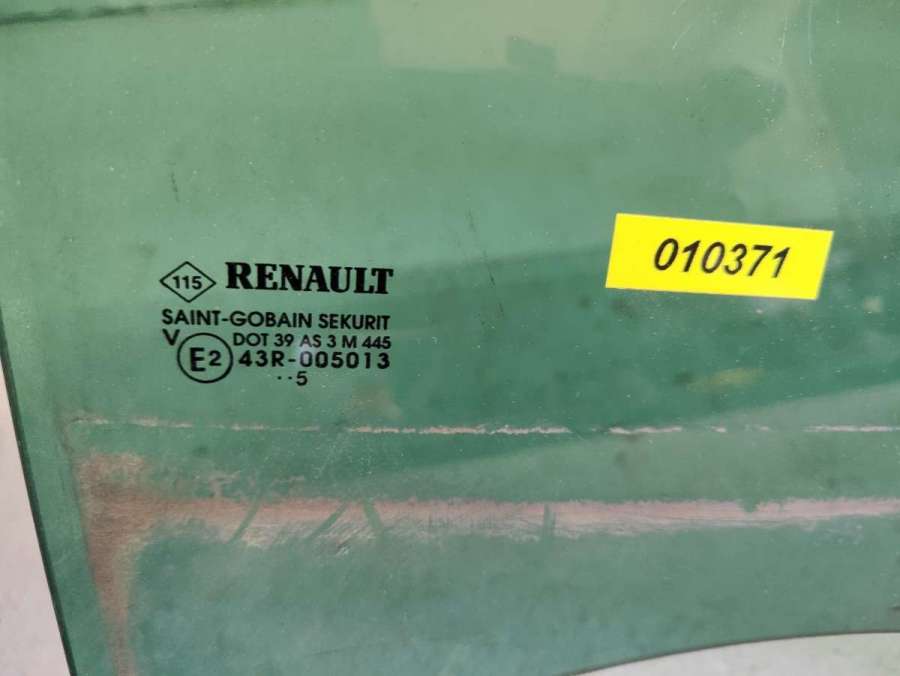 115 RENAULT
SAINT-GOBAIN SEKURIT
V DOT 39 AS 3 M 445
E2 43R-005013
··5
010371